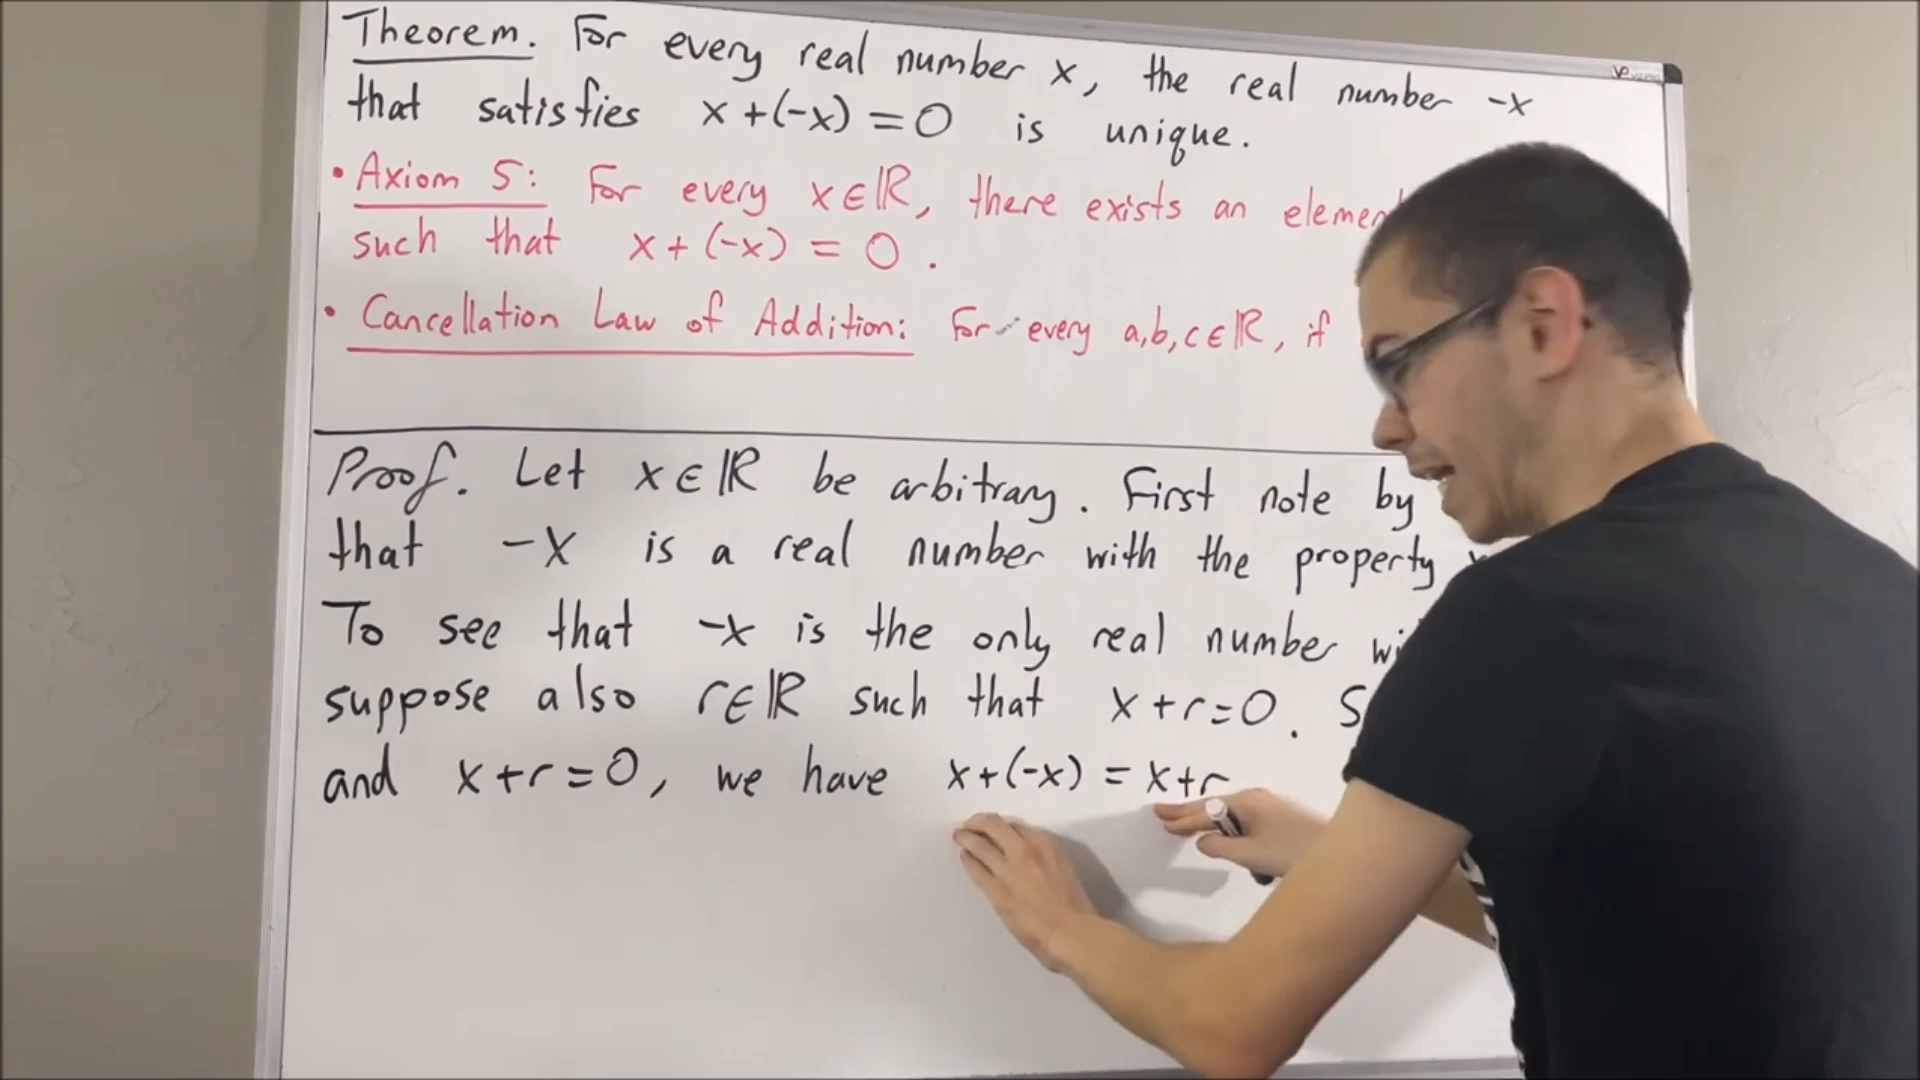 Theorem. For every real number x, the real number -x
that satisfies x+(-x)=0 is unique.
• Axiom 5: For every x∈ℝ, there exists an
such that x+(-x)=0.
• Cancellation Law of Addition: For every a,b,c∈ℝ, if
Proof. Let x∈ℝ be arbitrary. First note by
that -x is a real number with the property
To see that -x is the only real number
suppose also r∈ℝ such that x+r=0.
and x+r=0, we have x+(-x)=x+r